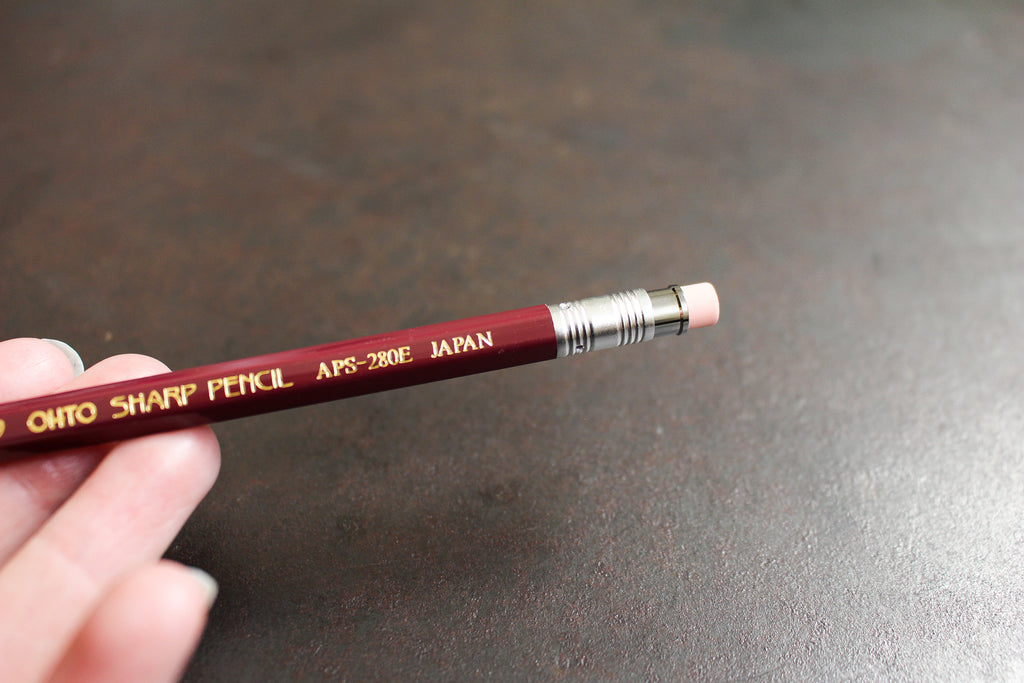 OHTO SHARP PENCIL APS-280E JAPAN